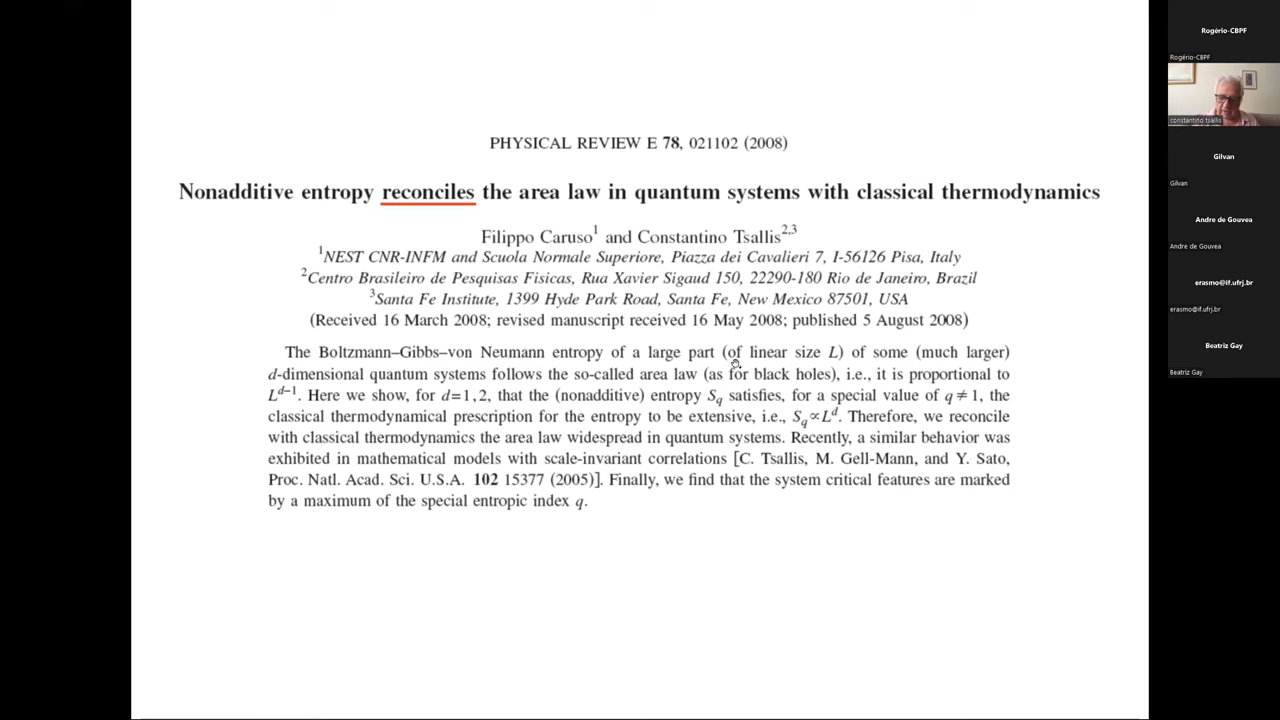 PHYSICAL REVIEW E 78, 021102 (2008)
Nonadditive entropy reconciles the area law in quantum systems with classical thermodynamics
Filippo Caruso¹ and Constantino Tsallis²,³
¹NEST CNR-INFM and Scuola Normale Superiore, Piazza dei Cavalieri 7, I-56126 Pisa, Italy
²Centro Brasileiro de Pesquisas Fisicas, Rua Xavier Sigaud 150, 22290-180 Rio de Janeiro, Brazil
³Santa Fe Institute, 1399 Hyde Park Road, Santa Fe, New Mexico 87501, USA
(Received 16 March 2008; revised manuscript received 16 May 2008; published 5 August 2008)
The Boltzmann–Gibbs–von Neumann entropy of a large part (of linear size L) of some (much larger)
d-dimensional quantum systems follows the so-called area law (as for black holes), i.e., it is proportional to
Lᵈ⁻¹. Here we show, for d=1,2, that the (nonadditive) entropy S_q satisfies, for a special value of q≠1, the
classical thermodynamical prescription for the entropy to be extensive, i.e., S_q∝Lᵈ. Therefore, we reconcile
with classical thermodynamics the area law widespread in quantum systems. Recently, a similar behavior was
exhibited in mathematical models with scale-invariant correlations [C. Tsallis, M. Gell-Mann, and Y. Sato,
Proc. Natl. Acad. Sci. U.S.A. 102 15377 (2005)]. Finally, we find that the system critical features are marked
by a maximum of the special entropic index q.
Rogério-CBPF
Rogério-CBPF
constantino tsallis
Gilvan
Gilvan
Andre de Gouvea
Andre de Gouvea
erasmo@if.ufrj.br
erasmo@if.ufrj.br
Beatriz Gay
Beatriz Gay